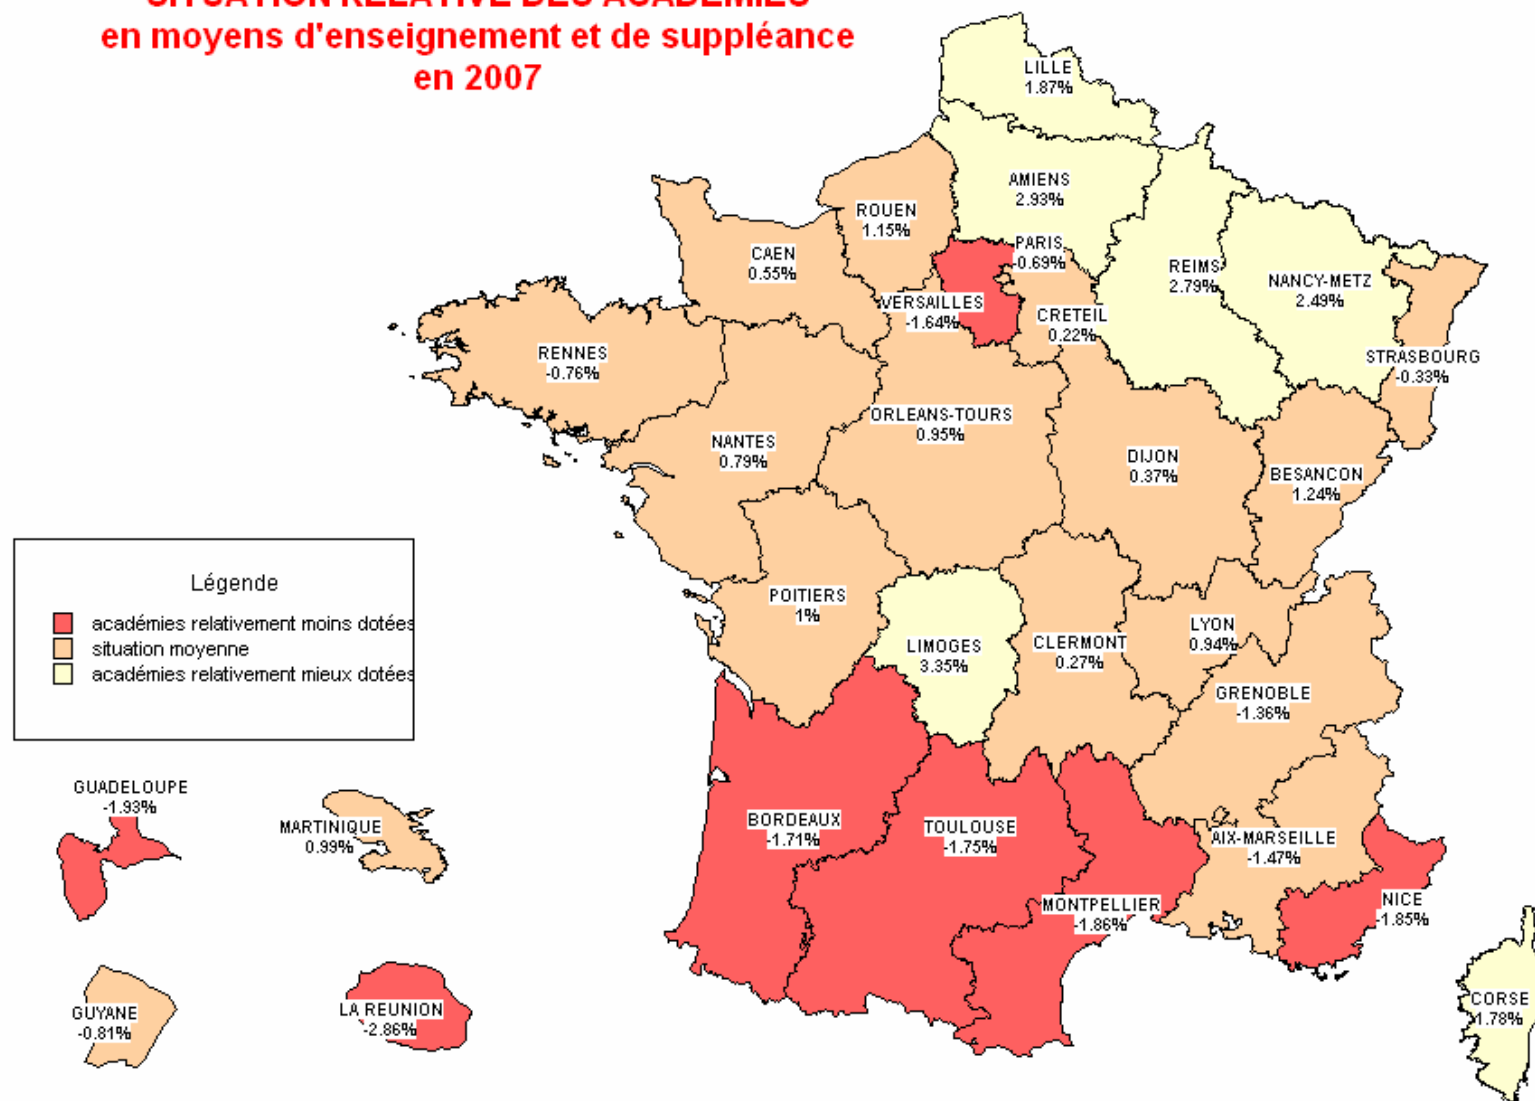 SITUATION RELATIVE DES ACADEMIES
en moyens d'enseignement et de suppléance
en 2007
LILLE
1.87%
AMIENS
2.93%
ROUEN
1.15%
PARIS
-0.69%
CAEN
0.55%
REIMS
2.79%
NANCY-METZ
2.49%
VERSAILLES
-1.64%
CRETEIL
0.22%
STRASBOURG
-0.33%
RENNES
-0.76%
ORLEANS-TOURS
0.95%
NANTES
0.79%
DIJON
0.37%
BESANCON
1.24%
Légende
académies relativement moins dotées
situation moyenne
académies relativement mieux dotées
POITIERS
1%
LIMOGES
3.35%
CLERMONT
0.27%
LYON
0.94%
GRENOBLE
-1.36%
GUADELOUPE
-1.93%
MARTINIQUE
0.99%
BORDEAUX
-1.71%
TOULOUSE
-1.75%
AIX-MARSEILLE
-1.47%
MONTPELLIER
-1.86%
NICE
-1.85%
GUYANE
-0.81%
LA REUNION
-2.86%
CORSE
1.78%